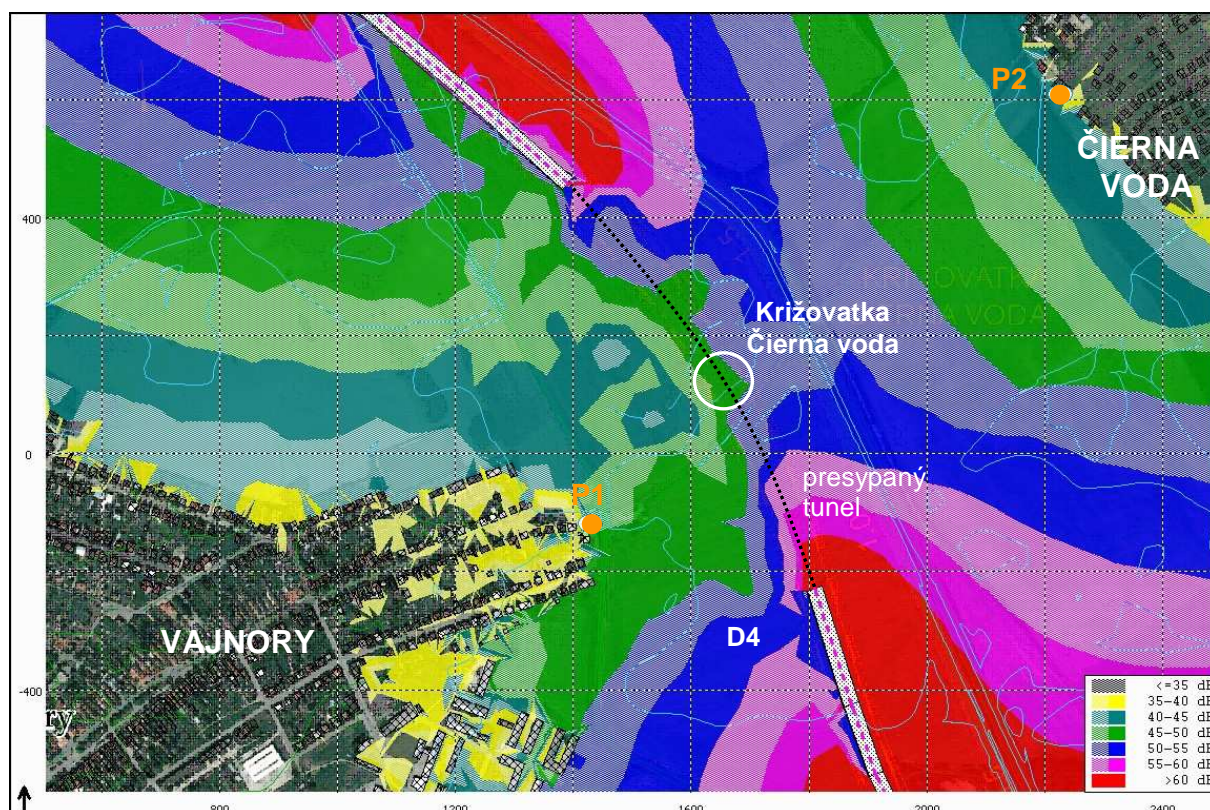 P2
ČIERNA
VODA
400
Križovatka
Čierna voda
0
presypaný
tunel
P1
VAJNORY
D4
-400
ry
<=35 dB
35-40 dB
40-45 dB
45-50 dB
50-55 dB
55-60 dB
>60 dB
800
1200
1600
2000
2400